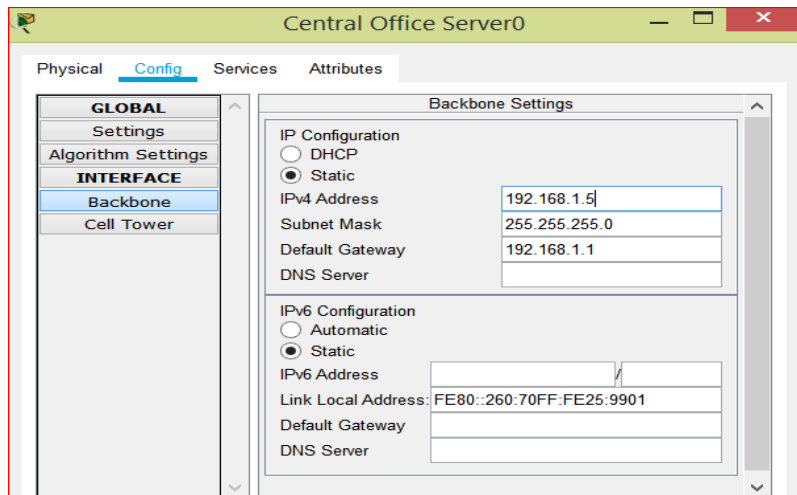 Central Office Server0
Physical Config Services Attributes
GLOBAL
Settings
Algorithm Settings
INTERFACE
Backbone
Cell Tower
Backbone Settings
IP Configuration
DHCP
Static
IPv4 Address 192.168.1.5
Subnet Mask 255.255.255.0
Default Gateway 192.168.1.1
DNS Server
IPv6 Configuration
Automatic
Static
IPv6 Address /
Link Local Address: FE80::260:70FF:FE25:9901
Default Gateway
DNS Server